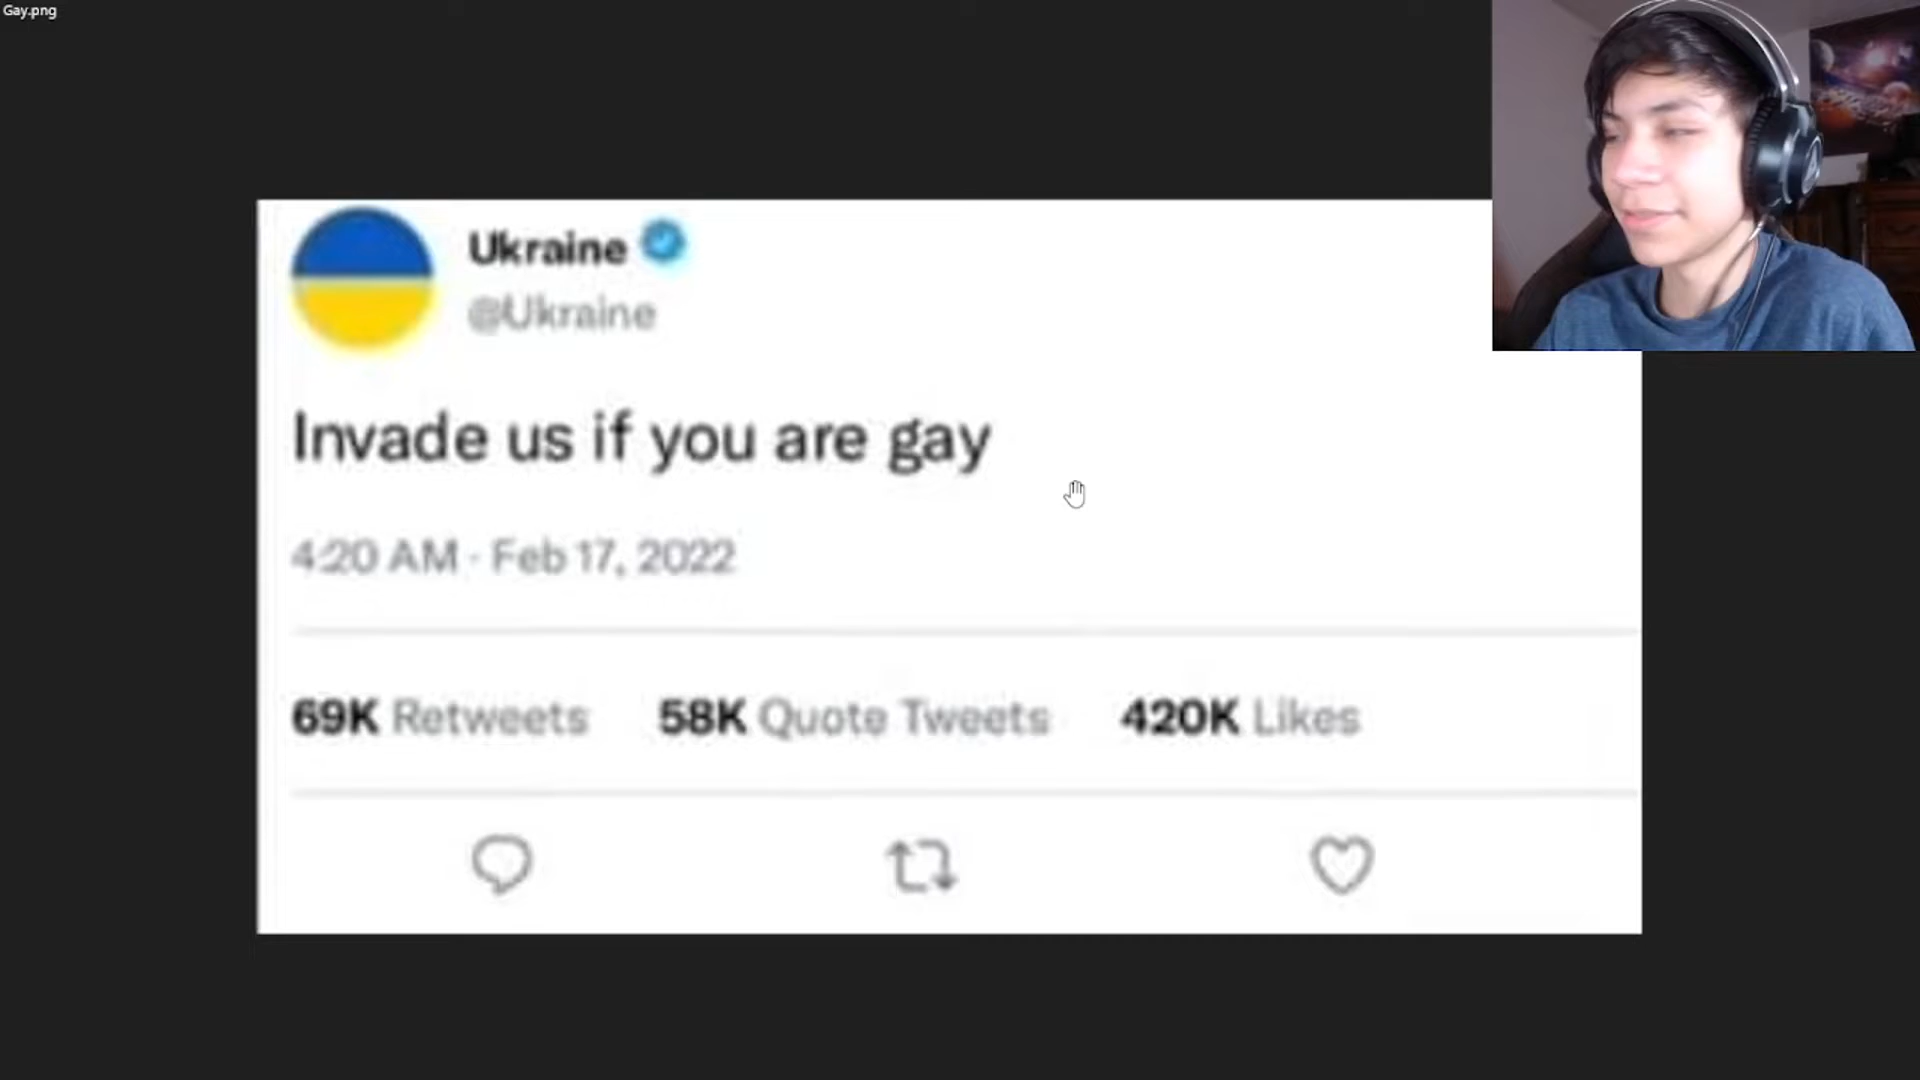 Gay.png
Ukraine
@Ukraine
Invade us if you are gay
4:20 AM · Feb 17, 2022
69K Retweets 58K Quote Tweets 420K Likes